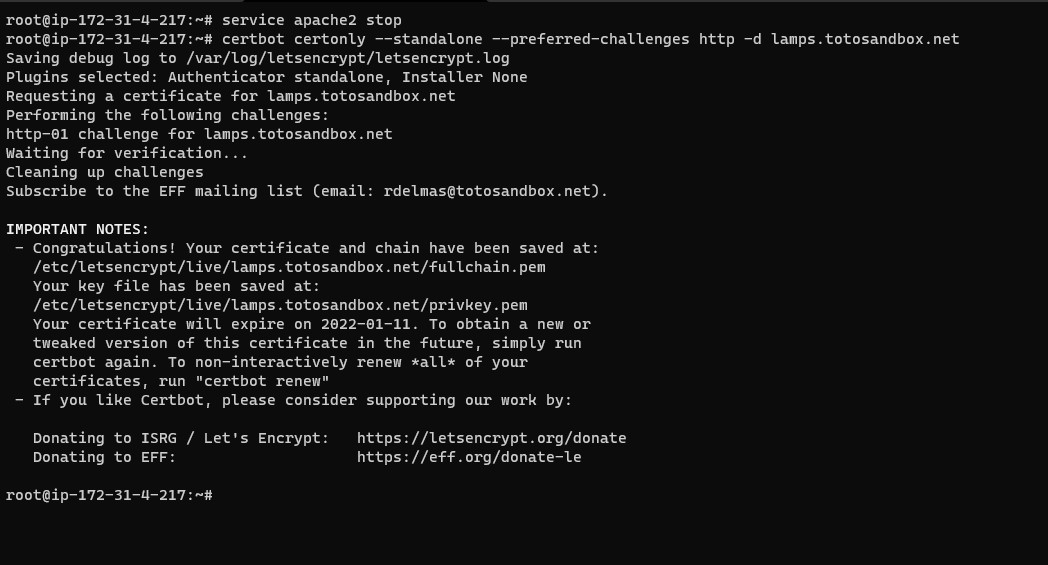 root@ip-172-31-4-217:~# service apache2 stop
root@ip-172-31-4-217:~# certbot certonly --standalone --preferred-challenges http -d lamps.totosandbox.net
Saving debug log to /var/log/letsencrypt/letsencrypt.log
Plugins selected: Authenticator standalone, Installer None
Requesting a certificate for lamps.totosandbox.net
Performing the following challenges:
http-01 challenge for lamps.totosandbox.net
Waiting for verification...
Cleaning up challenges
Subscribe to the EFF mailing list (email: rdelmas@totosandbox.net).

IMPORTANT NOTES:
 - Congratulations! Your certificate and chain have been saved at:
   /etc/letsencrypt/live/lamps.totosandbox.net/fullchain.pem
   Your key file has been saved at:
   /etc/letsencrypt/live/lamps.totosandbox.net/privkey.pem
   Your certificate will expire on 2022-01-11. To obtain a new or
   tweaked version of this certificate in the future, simply run
   certbot again. To non-interactively renew *all* of your
   certificates, run "certbot renew"
 - If you like Certbot, please consider supporting our work by:

   Donating to ISRG / Let's Encrypt:   https://letsencrypt.org/donate
   Donating to EFF:                    https://eff.org/donate-le

root@ip-172-31-4-217:~#